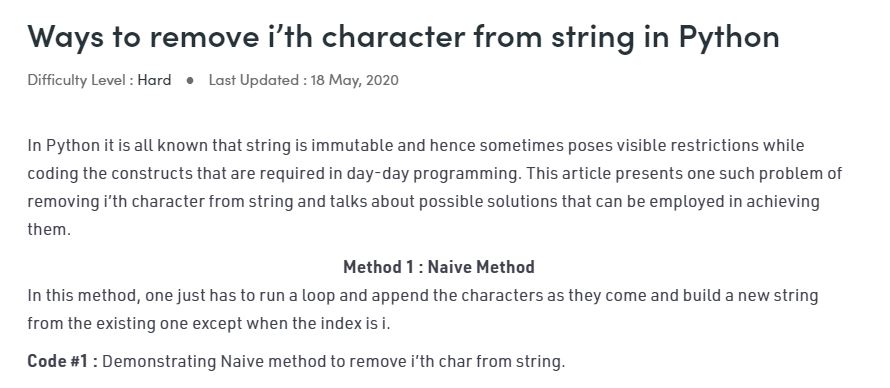 Ways to remove i’th character from string in Python
Difficulty Level : Hard ● Last Updated : 18 May, 2020
In Python it is all known that string is immutable and hence sometimes poses visible restrictions while
coding the constructs that are required in day-day programming. This article presents one such problem of
removing i’th character from string and talks about possible solutions that can be employed in achieving
them.
Method 1 : Naive Method
In this method, one just has to run a loop and append the characters as they come and build a new string
from the existing one except when the index is i.
Code #1 : Demonstrating Naive method to remove i’th char from string.